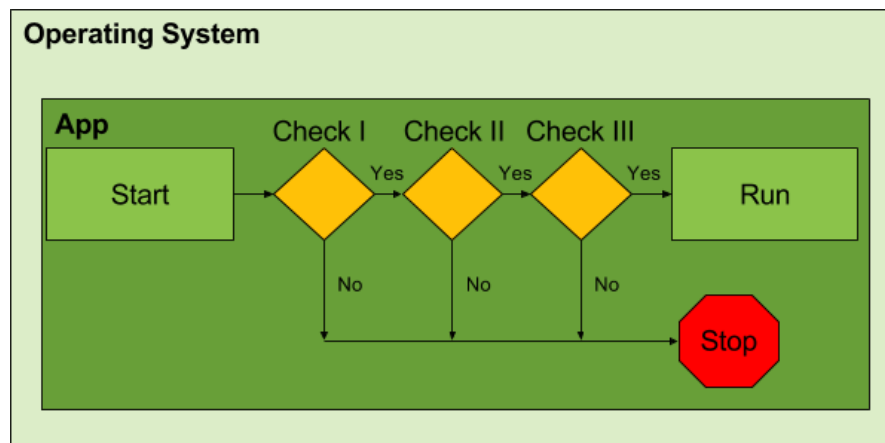 Operating System
App
Check I
Check II
Check III
Yes
Yes
Yes
Start
Run
No
No
No
Stop